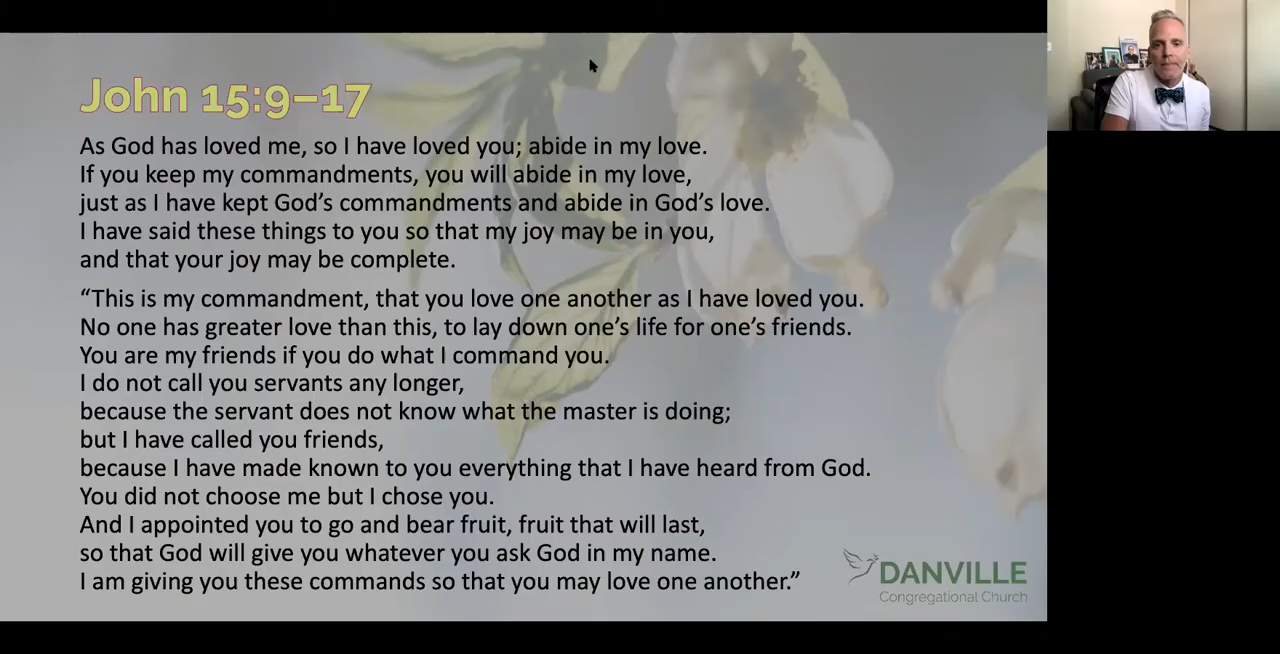 John 15:9–17
As God has loved me, so I have loved you; abide in my love.
If you keep my commandments, you will abide in my love,
just as I have kept God’s commandments and abide in God’s love.
I have said these things to you so that my joy may be in you,
and that your joy may be complete.
“This is my commandment, that you love one another as I have loved you.
No one has greater love than this, to lay down one’s life for one’s friends.
You are my friends if you do what I command you.
I do not call you servants any longer,
because the servant does not know what the master is doing;
but I have called you friends,
because I have made known to you everything that I have heard from God.
You did not choose me but I chose you.
And I appointed you to go and bear fruit, fruit that will last,
so that God will give you whatever you ask God in my name.
I am giving you these commands so that you may love one another.”
DANVILLE
Congregational Church